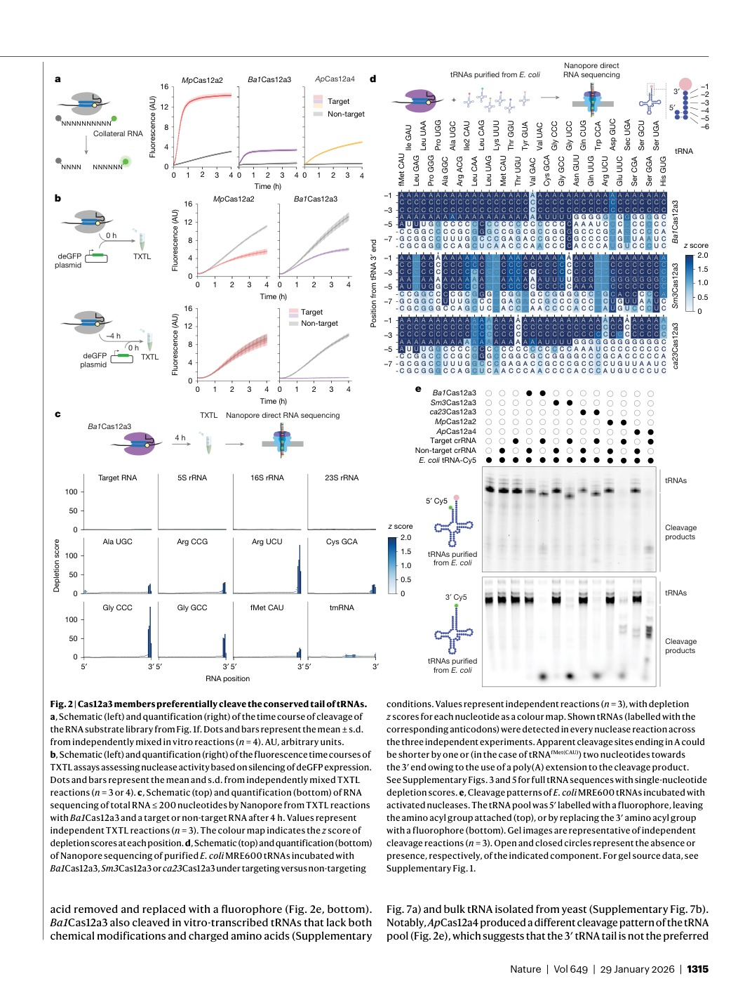 a
MpCas12a2
Ba1Cas12a3
ApCas12a4
NNNNNNNNNN
Collateral RNA
NNNN NNNNNN
Fluorescence (AU)
16
12
8
4
0
0 1 2 3 4 0 1 2 3 4 0 1 2 3 4
Time (h)
Target
Non-target
b
MpCas12a2
Ba1Cas12a3
0 h
deGFP
plasmid
TXTL
Fluorescence (AU)
16
12
8
4
0
0 1 2 3 4 0 1 2 3 4
Time (h)
–4 h
0 h
deGFP
plasmid
TXTL
Fluorescence (AU)
16
12
8
4
0
Target
Non-target
0 1 2 3 4 0 1 2 3 4
Time (h)
c
TXTL Nanopore direct RNA sequencing
Ba1Cas12a3
4 h
Target RNA 5S rRNA 16S rRNA 23S rRNA
100
50
0
Ala UGC Arg CCG Arg UCU Cys GCA
100
50
0
Gly CCC Gly GCC fMet CAU tmRNA
100
50
0
Depletion score
5′ 3′ 5′ 3′ 5′ 3′ 5′ 3′
RNA position
z score
2.0
1.5
1.0
0.5
0
d
tRNAs purified from E. coli
Nanopore direct
RNA sequencing
3′
5′
–1
–2
–3
–4
–5
–6
Ile GAU Leu UAA Pro UGG Ala UGC Ile2 CAU Leu CAG Lys UUU Thr GGU Tyr GUA Val UAC Gly CCC Gly UCC Gln CUG Trp CCA Asp GUC Sec UGA Ser GCU Ser UGA
tRNA
fMet CAU Leu GAG Pro GGG Ala GGC Arg ACG Leu CAA Leu UAG Met CAU Thr UGU Val GAC Cys GCA Gly GCC Asn GUU Gln UUG Arg UCU Glu UUC Ser CGA Ser GGA His GUG
Position from tRNA 3′ end
–1
–3
–5
–7
Ba1Cas12a3
–1
–3
–5
–7
Sm3Cas12a3
–1
–3
–5
–7
ca23Cas12a3
z score
2.0
1.5
1.0
0.5
0
e
Ba1Cas12a3
Sm3Cas12a3
ca23Cas12a3
MpCas12a2
ApCas12a4
Target crRNA
Non-target crRNA
E. coli tRNA-Cy5
5′ Cy5
tRNAs purified
from E. coli
tRNAs
Cleavage
products
3′ Cy5
tRNAs purified
from E. coli
tRNAs
Cleavage
products
Fig. 2 | Cas12a3 members preferentially cleave the conserved tail of tRNAs.
a, Schematic (left) and quantification (right) of the time course of cleavage of
the RNA substrate library from Fig. 1f. Dots and bars represent the mean ± s.d.
from independently mixed in vitro reactions (n = 4). AU, arbitrary units.
b, Schematic (left) and quantification (right) of the fluorescence time courses of
TXTL assays assessing nuclease activity based on silencing of deGFP expression.
Dots and bars represent the mean and s.d. from independently mixed TXTL
reactions (n = 3 or 4). c, Schematic (top) and quantification (bottom) of RNA
sequencing of total RNA ≤ 200 nucleotides by Nanopore from TXTL reactions
with Ba1Cas12a3 and a target or non-target RNA after 4 h. Values represent
independent TXTL reactions (n = 3). The colour map indicates the z score of
depletion scores at each position. d, Schematic (top) and quantification (bottom)
of Nanopore sequencing of purified E. coli MRE600 tRNAs incubated with
Ba1Cas12a3, Sm3Cas12a3 or ca23Cas12a3 under targeting versus non-targeting
conditions. Values represent independent reactions (n = 3), with depletion
z scores for each nucleotide as a colour map. Shown tRNAs (labelled with the
corresponding anticodons) were detected in every nuclease reaction across
the three independent experiments. Apparent cleavage sites ending in A could
be shorter by one or (in the case of tRNAfMet(CAU)) two nucleotides towards
the 3′ end owing to the use of a poly(A) extension to the cleavage product.
See Supplementary Figs. 3 and 5 for full tRNA sequences with single-nucleotide
depletion scores. e, Cleavage patterns of E. coli MRE600 tRNAs incubated with
activated nucleases. The tRNA pool was 5′ labelled with a fluorophore, leaving
the amino acyl group attached (top), or by replacing the 3′ amino acyl group
with a fluorophore (bottom). Gel images are representative of independent
cleavage reactions (n = 3). Open and closed circles represent the absence or
presence, respectively, of the indicated component. For gel source data, see
Supplementary Fig. 1.
acid removed and replaced with a fluorophore (Fig. 2e, bottom).
Ba1Cas12a3 also cleaved in vitro-transcribed tRNAs that lack both
chemical modifications and charged amino acids (Supplementary
Fig. 7a) and bulk tRNA isolated from yeast (Supplementary Fig. 7b).
Notably, ApCas12a4 produced a different cleavage pattern of the tRNA
pool (Fig. 2e), which suggests that the 3′ tRNA tail is not the preferred
Nature | Vol 649 | 29 January 2026 | 1315